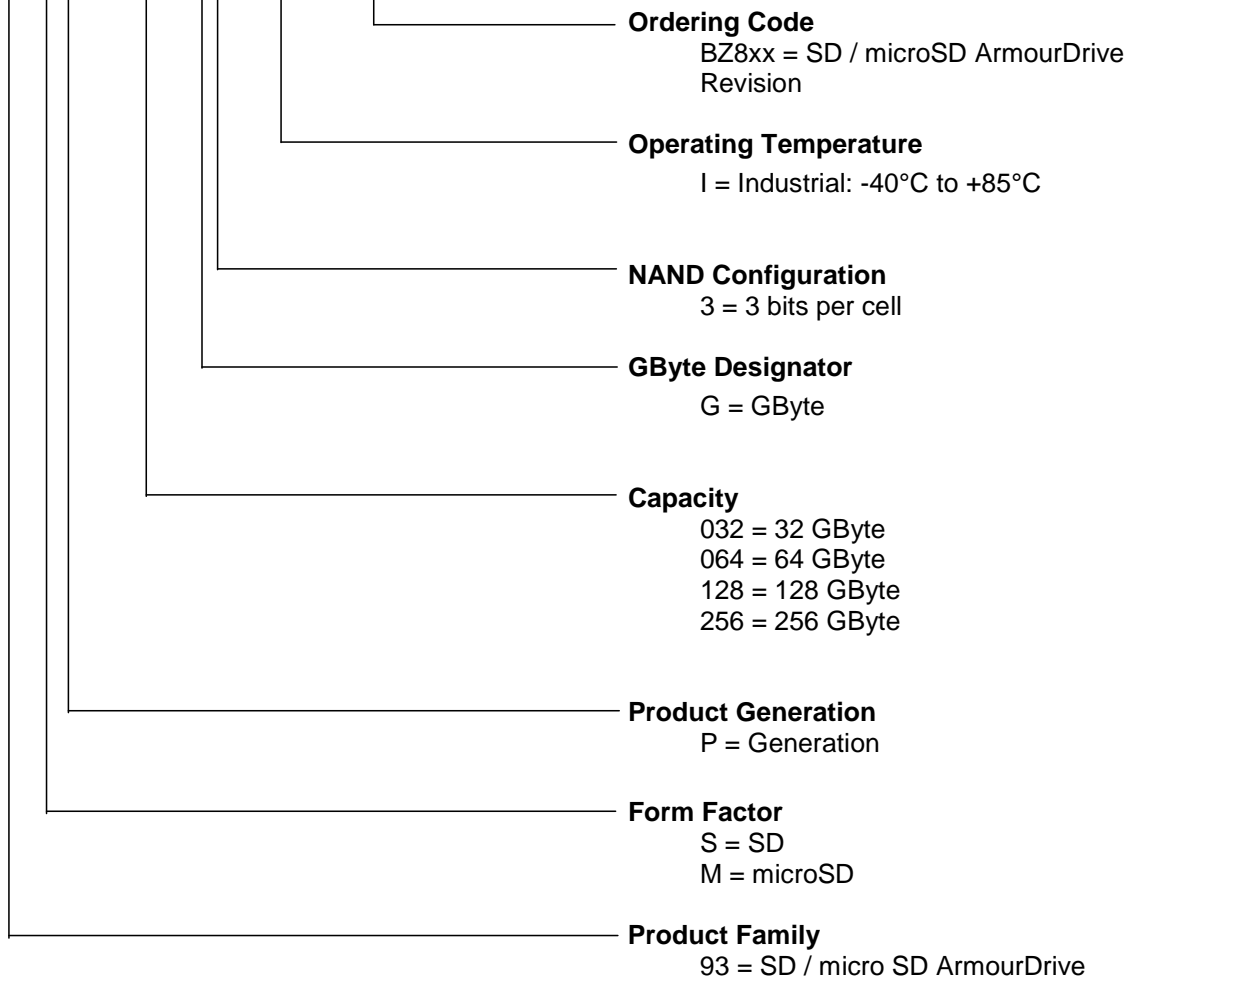 Ordering Code
BZ8xx = SD / microSD ArmourDrive
Revision
Operating Temperature
I = Industrial: -40°C to +85°C
NAND Configuration
3 = 3 bits per cell
GByte Designator
G = GByte
Capacity
032 = 32 GByte
064 = 64 GByte
128 = 128 GByte
256 = 256 GByte
Product Generation
P = Generation
Form Factor
S = SD
M = microSD
Product Family
93 = SD / micro SD ArmourDrive